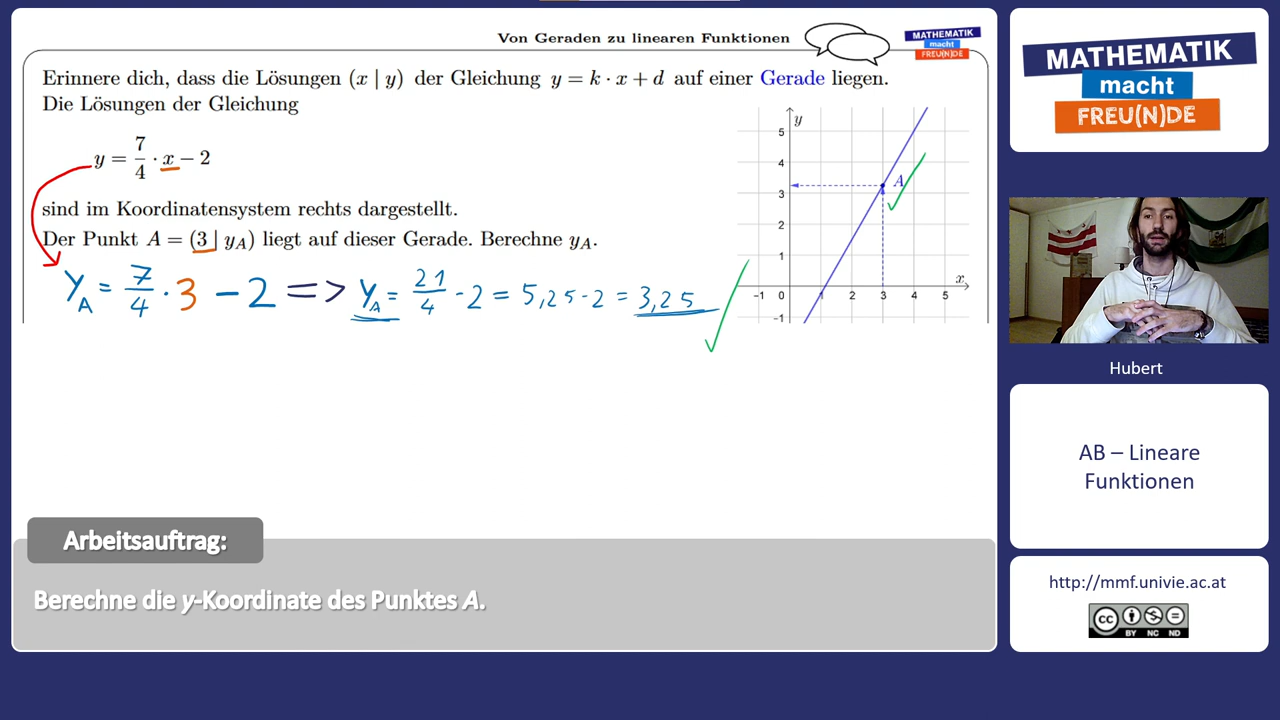 Von Geraden zu linearen Funktionen
MATHEMATIK
macht
FREU(N)DE
Erinnere dich, dass die Lösungen (x | y) der Gleichung y = k · x + d auf einer Gerade liegen.
Die Lösungen der Gleichung
y = 7/4 · x − 2
sind im Koordinatensystem rechts dargestellt.
Der Punkt A = (3 | y_A) liegt auf dieser Gerade. Berechne y_A.
y_A = 7/4 · 3 − 2 => y_A = 21/4 - 2 = 5,25 - 2 = 3,25
y
5
4
3
2
1
-1
A
x
-1 0 1 2 3 4 5
Arbeitsauftrag:
Berechne die y-Koordinate des Punktes A.
MATHEMATIK
macht
FREU(N)DE
Hubert
AB – Lineare
Funktionen
http://mmf.univie.ac.at
cc
BY NC ND